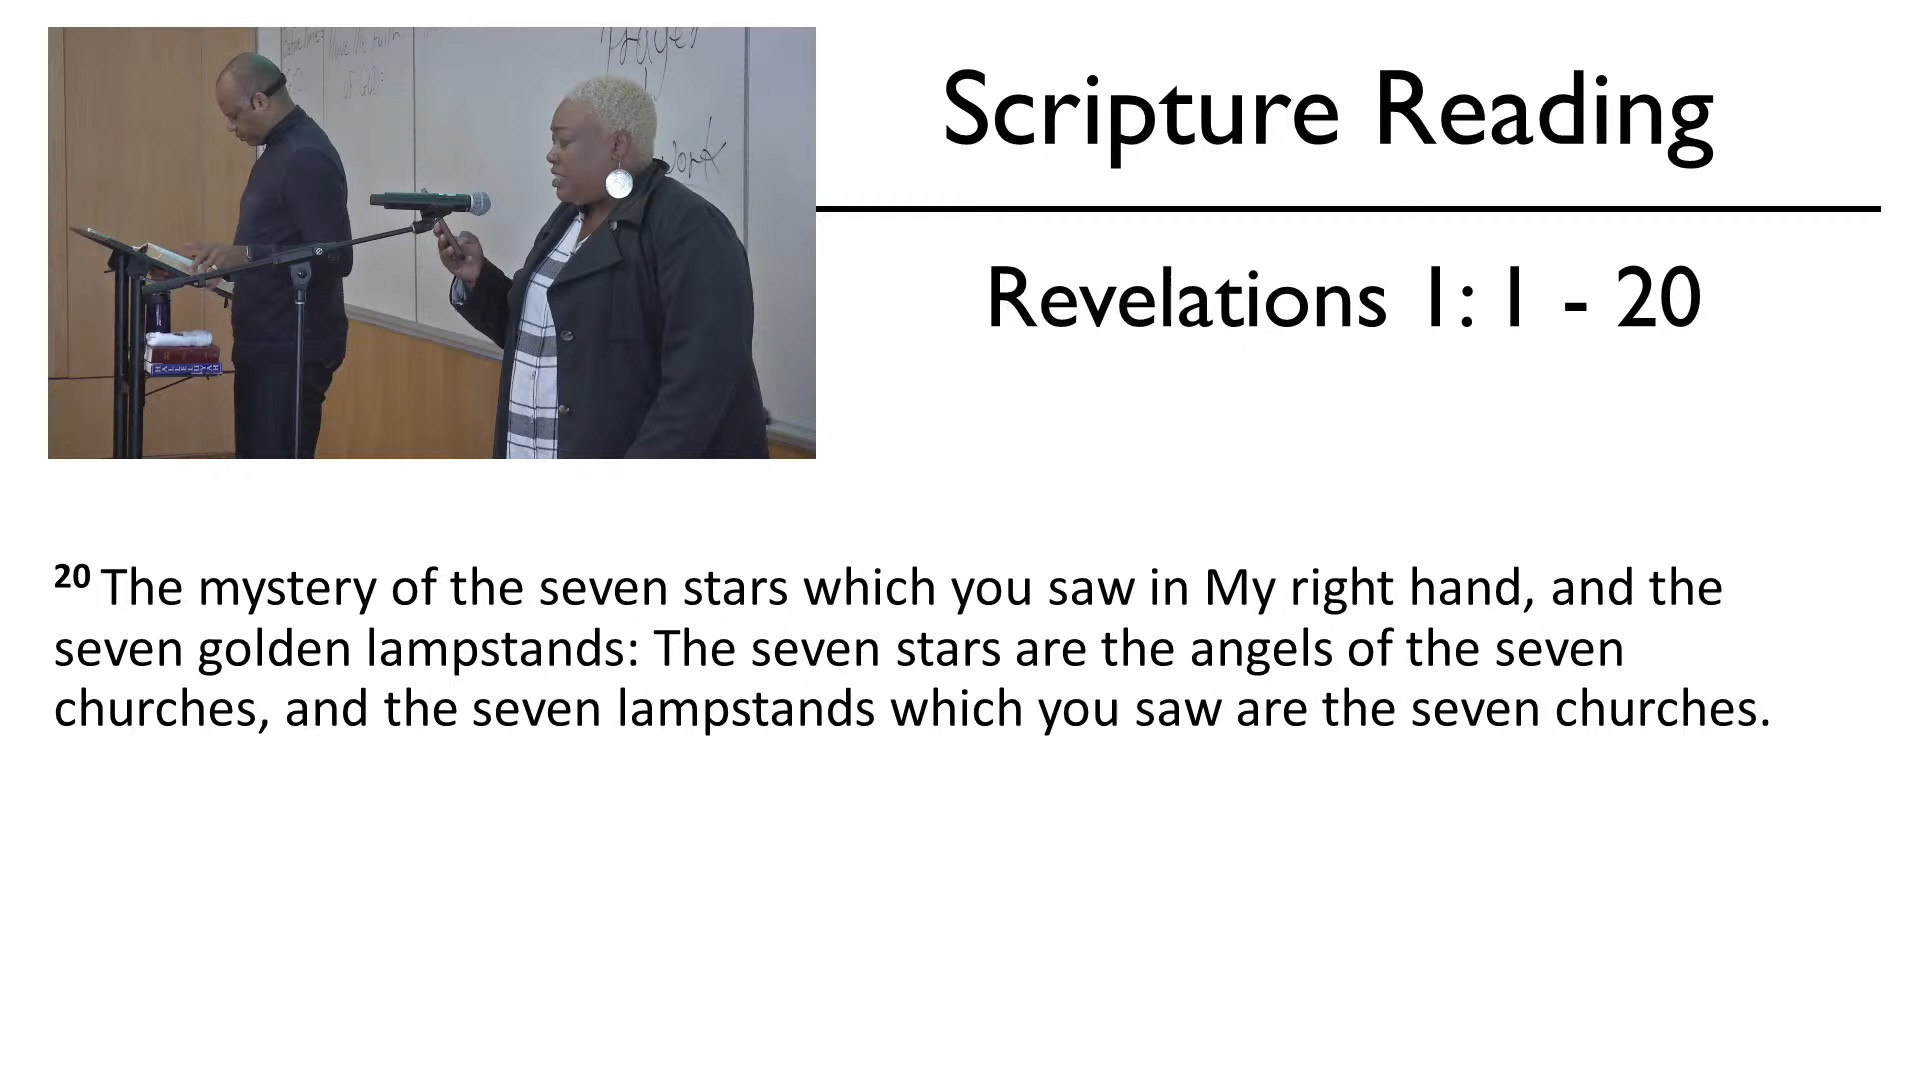 Scripture Reading
Revelations 1: 1 - 20
Work
HALLELUYAH
20 The mystery of the seven stars which you saw in My right hand, and the
seven golden lampstands: The seven stars are the angels of the seven
churches, and the seven lampstands which you saw are the seven churches.